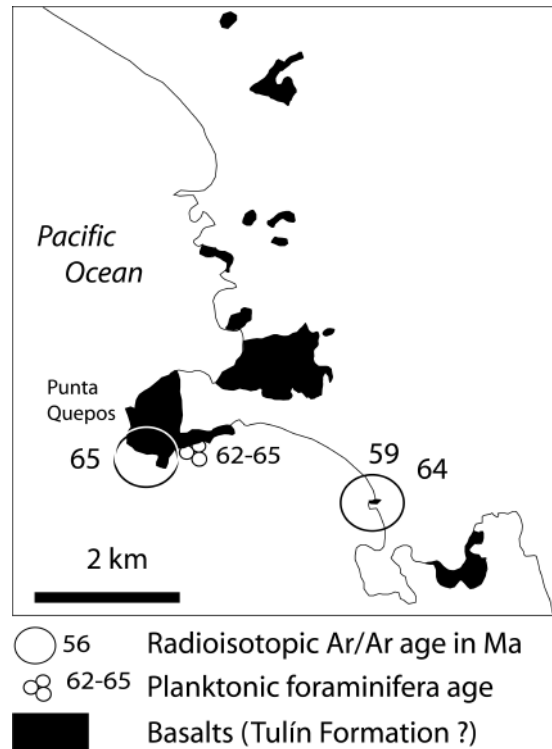 Pacific
Ocean
Punta
Quepos
65
62-65
59
64
2 km
56 Radioisotopic Ar/Ar age in Ma
62-65 Planktonic foraminifera age
Basalts (Tulín Formation ?)